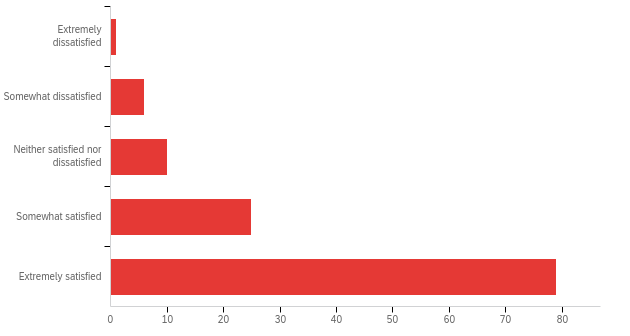 Extremely
dissatisfied
Somewhat dissatisfied
Neither satisfied nor
dissatisfied
Somewhat satisfied
Extremely satisfied
0 10 20 30 40 50 60 70 80